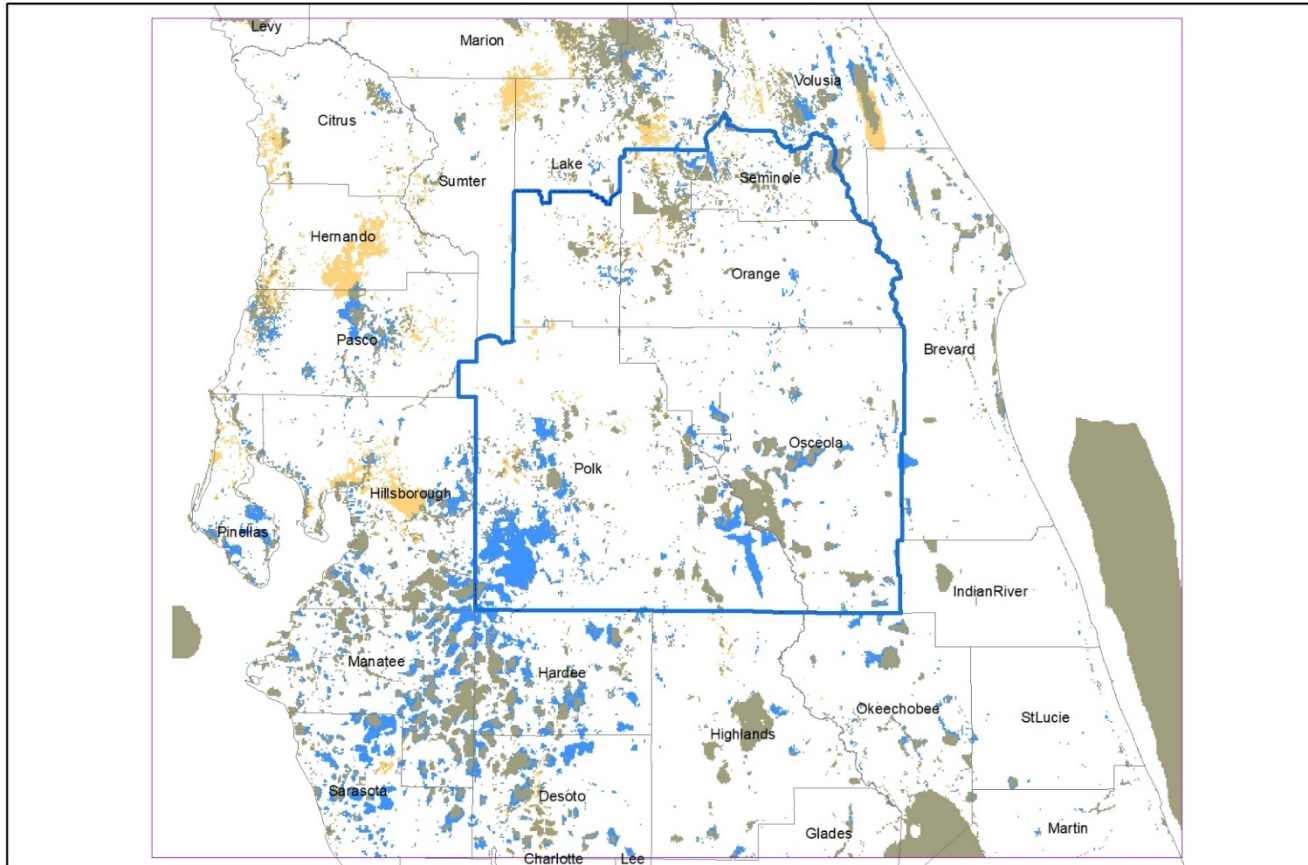 Levy
Marion
Volusia
Citrus
Lake
Sumter
Seminole
Hernando
Orange
Pasco
Brevard
Osceola
Polk
Hillsborough
Pinellas
IndianRiver
Manatee
Hardee
Okeechobee
StLucie
Highlands
Sarasota
Desoto
Martin
Glades
Charlotte
Lee